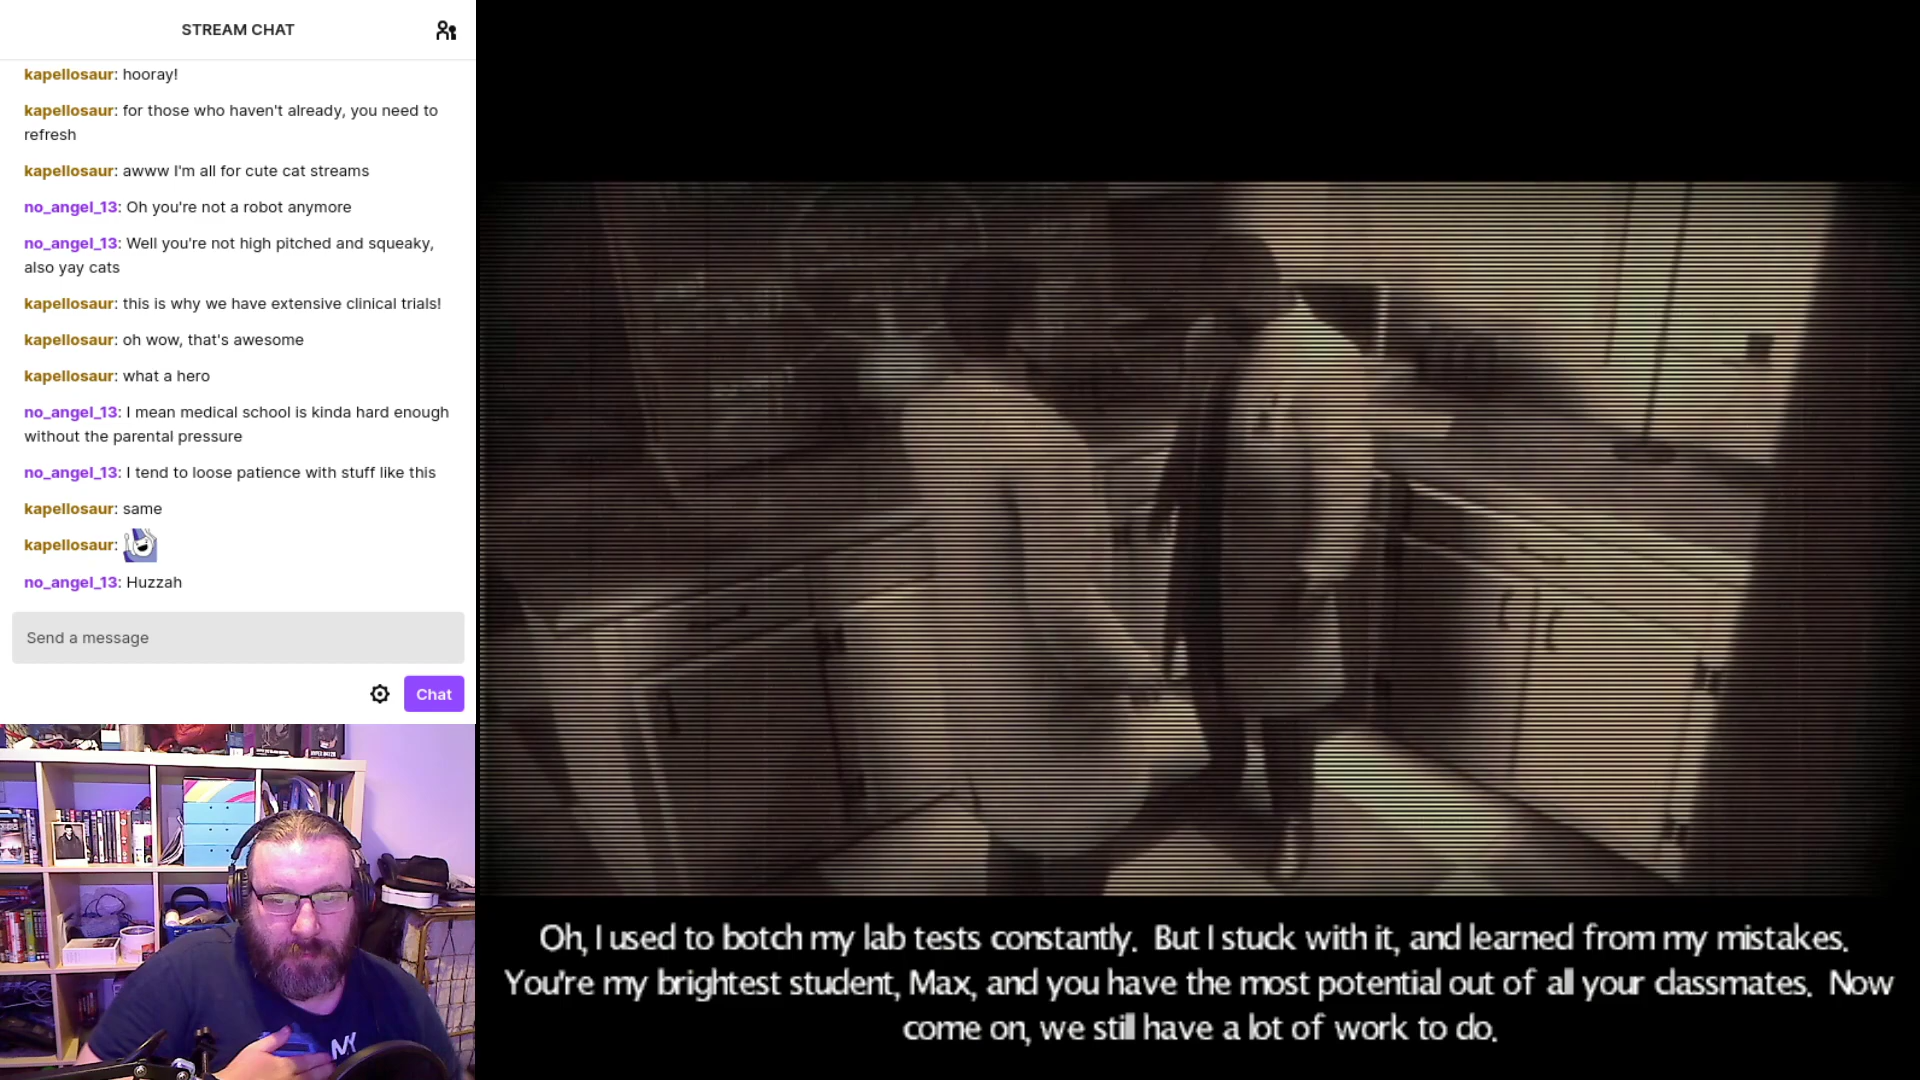 STREAM CHAT
kapellosaur: hooray!
kapellosaur: for those who haven't already, you need to
refresh
kapellosaur: awww I'm all for cute cat streams
no_angel_13: Oh you're not a robot anymore
no_angel_13: Well you're not high pitched and squeaky,
also yay cats
kapellosaur: this is why we have extensive clinical trials!
kapellosaur: oh wow, that's awesome
kapellosaur: what a hero
no_angel_13: I mean medical school is kinda hard enough
without the parental pressure
no_angel_13: I tend to loose patience with stuff like this
kapellosaur: same
kapellosaur:
no_angel_13: Huzzah
Send a message
Chat
MY
Oh, I used to botch my lab tests constantly. But I stuck with it, and learned from my mistakes.
You're my brightest student, Max, and you have the most potential out of all your classmates. Now
come on, we still have a lot of work to do.